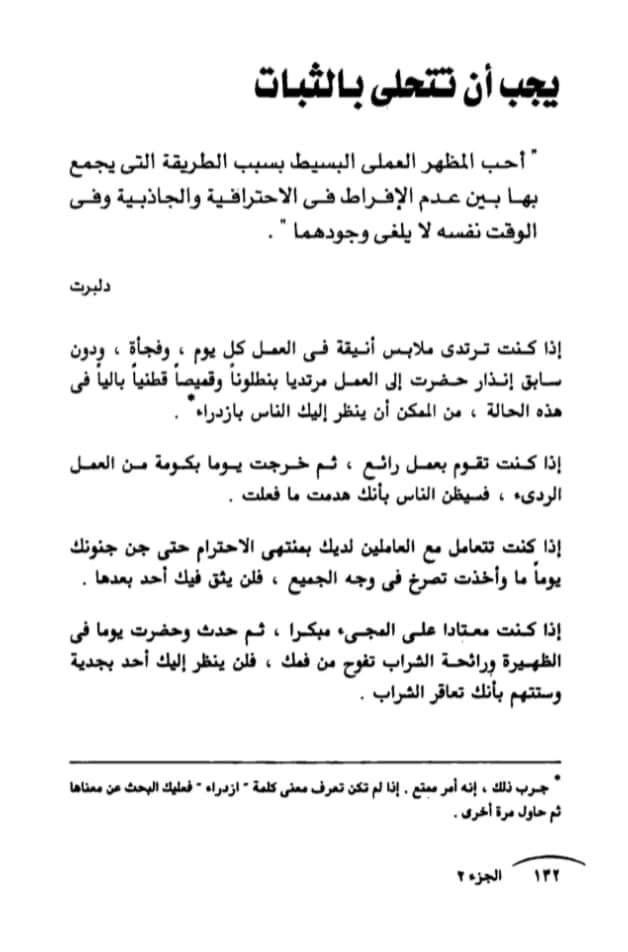 يجب أن تتحلى بالثبات
" أحب المظهر العملى البسيط بسبب الطريقة التى يجمع
بها بين عدم الإفراط فى الاحترافية والجاذبية وفى
الوقت نفسه لا يلغى وجودهما " .
دلبرت
إذا كنت ترتدى ملابس أنيقة فى العمل كل يوم ، وفجأة ، ودون
سابق إنذار حضرت إلى العمل مرتديا بنطلوناً وقميصاً قطنياً بالياً فى
هذه الحالة ، من الممكن أن ينظر إليك الناس بازدراء* .
إذا كنت تقوم بعمل رائع ، ثم خرجت يوما بكومة من العمل
الردىء ، فسيظن الناس بأنك هدمت ما فعلت .
إذا كنت تتعامل مع العاملين لديك بمنتهى الاحترام حتى جن جنونك
يوماً ما وأخذت تصرخ فى وجه الجميع ، فلن يثق فيك أحد بعدها .
إذا كنت معتادا على المجىء مبكرا ، ثم حدث وحضرت يوما فى
الظهيرة ورائحة الشراب تفوح من فمك ، فلن ينظر إليك أحد بجدية
وستتهم بأنك تعاقر الشراب .
* جرب ذلك ، إنه أمر ممتع . إذا لم تكن تعرف معنى كلمة " ازدراء " فعليك البحث عن معناها
ثم حاول مرة أخرى .
١٣٢ الجزء ٢